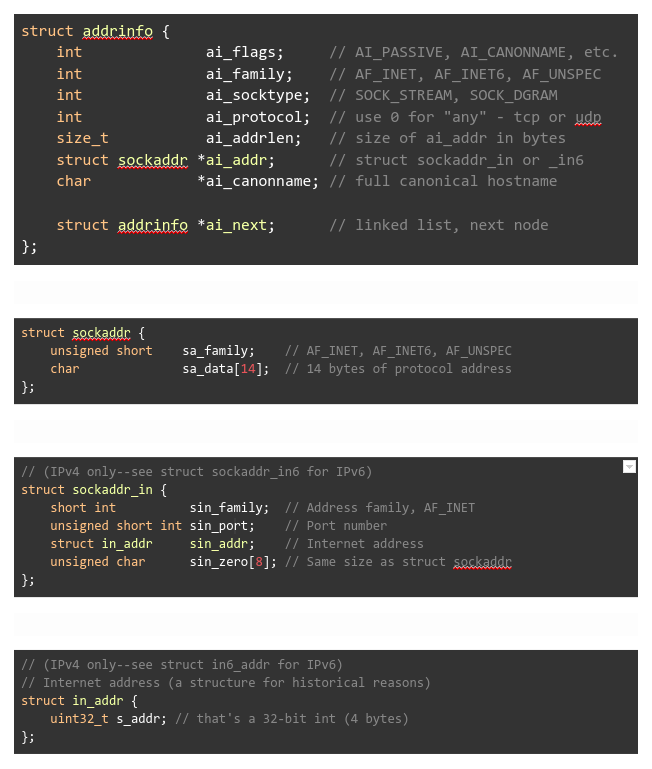 struct addrinfo {
    int              ai_flags;     // AI_PASSIVE, AI_CANONNAME, etc.
    int              ai_family;    // AF_INET, AF_INET6, AF_UNSPEC
    int              ai_socktype;  // SOCK_STREAM, SOCK_DGRAM
    int              ai_protocol;  // use 0 for "any" - tcp or udp
    size_t           ai_addrlen;   // size of ai_addr in bytes
    struct sockaddr *ai_addr;      // struct sockaddr_in or _in6
    char            *ai_canonname; // full canonical hostname
    struct addrinfo *ai_next;      // linked list, next node
};
struct sockaddr {
    unsigned short    sa_family;    // AF_INET, AF_INET6, AF_UNSPEC
    char              sa_data[14];  // 14 bytes of protocol address
};
// (IPv4 only--see struct sockaddr_in6 for IPv6)
struct sockaddr_in {
    short int          sin_family;  // Address family, AF_INET
    unsigned short int sin_port;    // Port number
    struct in_addr     sin_addr;    // Internet address
    unsigned char      sin_zero[8]; // Same size as struct sockaddr
};
// (IPv4 only--see struct in6_addr for IPv6)
// Internet address (a structure for historical reasons)
struct in_addr {
    uint32_t s_addr; // that's a 32-bit int (4 bytes)
};